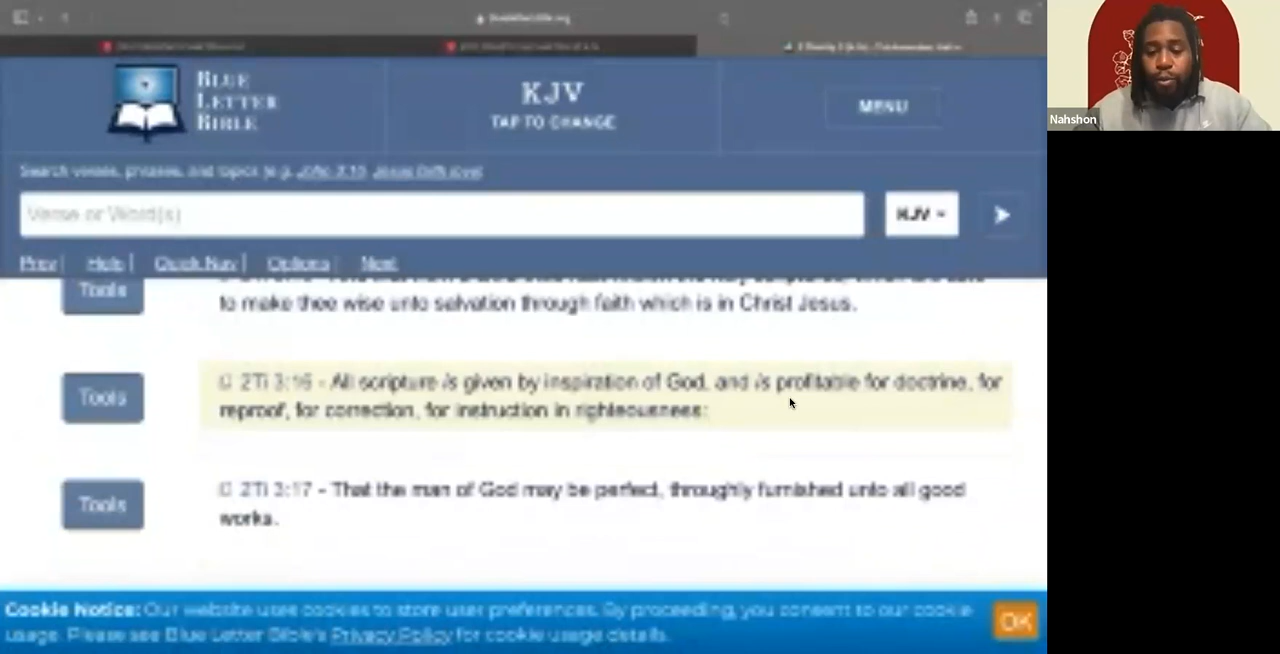 BLUE
LETTER
BIBLE
KJV
TAP TO CHANGE
MENU
Nahshon
Search verses, phrases, and topics (e.g. John 3:16, Jesus faith love)
Verse or Word(s)
KJV
Prev | Help | Quick Nav | Options | Next
Tools
to make thee wise unto salvation through faith which is in Christ Jesus.
Tools
2Ti 3:16 - All scripture is given by inspiration of God, and is profitable for doctrine, for
reproof, for correction, for instruction in righteousness:
Tools
2Ti 3:17 - That the man of God may be perfect, throughly furnished unto all good
works.
Cookie Notice: Our website uses cookies to store user preferences. By proceeding, you consent to our cookie
usage. Please see Blue Letter Bible's Privacy Policy for cookie usage details.
OK